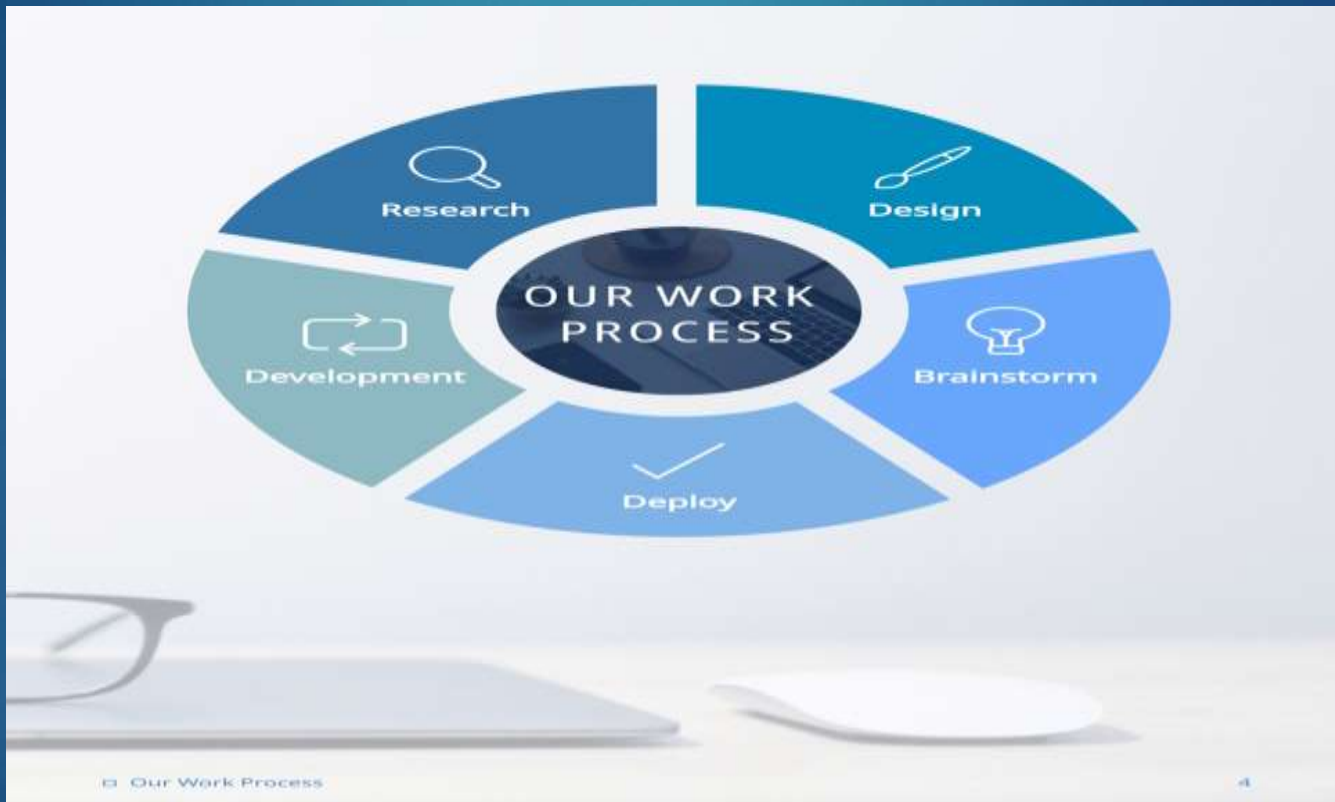 Research
Design
OUR WORK
PROCESS
Development
Brainstorm
Deploy
Our Work Process
4